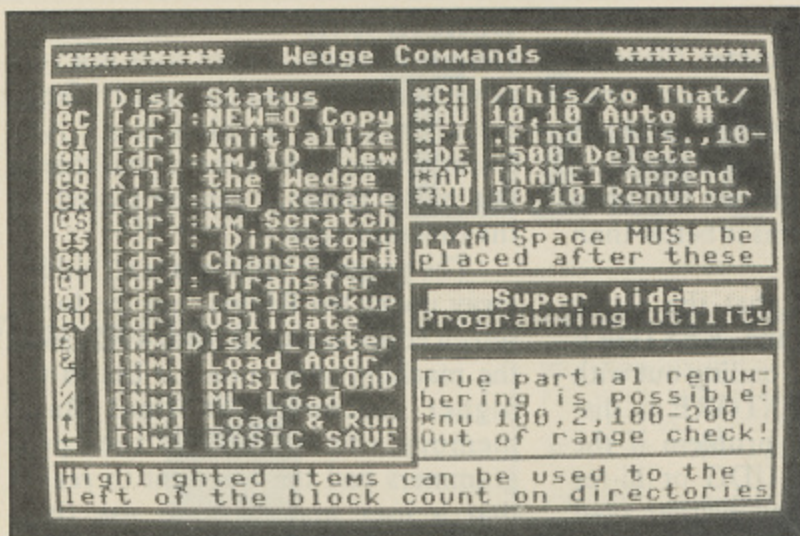 ********* Wedge Commands ********
@ Disk Status
@C [dr]:NEW=O Copy
@I [dr] Initialize
@N [dr]:NM,ID New
@Q Kill the Wedge
@R [dr]:N=O Rename
@S [dr]:NM Scratch
@$ [dr]: Directory
@# [dr] Change dr#
[dr]: Transfer
@D [dr]=[dr]Backup
@V [dr] Validate
[NM]Disk Lister
[NM] Load Addr
/ [NM] BASIC LOAD
% [NM] ML Load
↑ [NM] Load & Run
← [NM] BASIC SAVE
*CH /This/to That/
*AU 10,10 Auto #
*FI .Find This.,10-
*DE -500 Delete
*AP [NAME] Append
*NU 10,10 Renumber
↑↑↑A Space MUST be
placed after these
Super Aide
Programming Utility
True partial renum-
bering is possible!
*nu 100,2,100-200
Out of range check!
Highlighted items can be used to the
left of the block count on directories